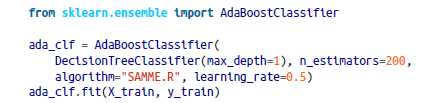 from sklearn.ensemble import AdaBoostClassifier
ada_clf = AdaBoostClassifier(
    DecisionTreeClassifier(max_depth=1), n_estimators=200,
    algorithm="SAMME.R", learning_rate=0.5)
ada_clf.fit(X_train, y_train)